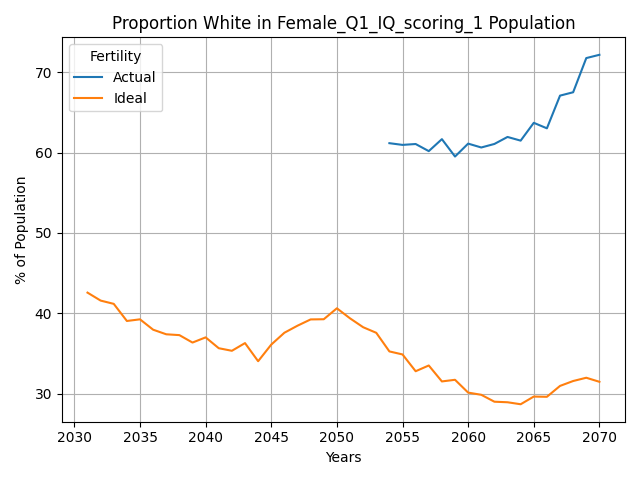 Proportion White in Female_Q1_IQ_scoring_1 Population
Fertility
Actual
Ideal
% of Population
70
60
50
40
30
2030 2035 2040 2045 2050 2055 2060 2065 2070
Years